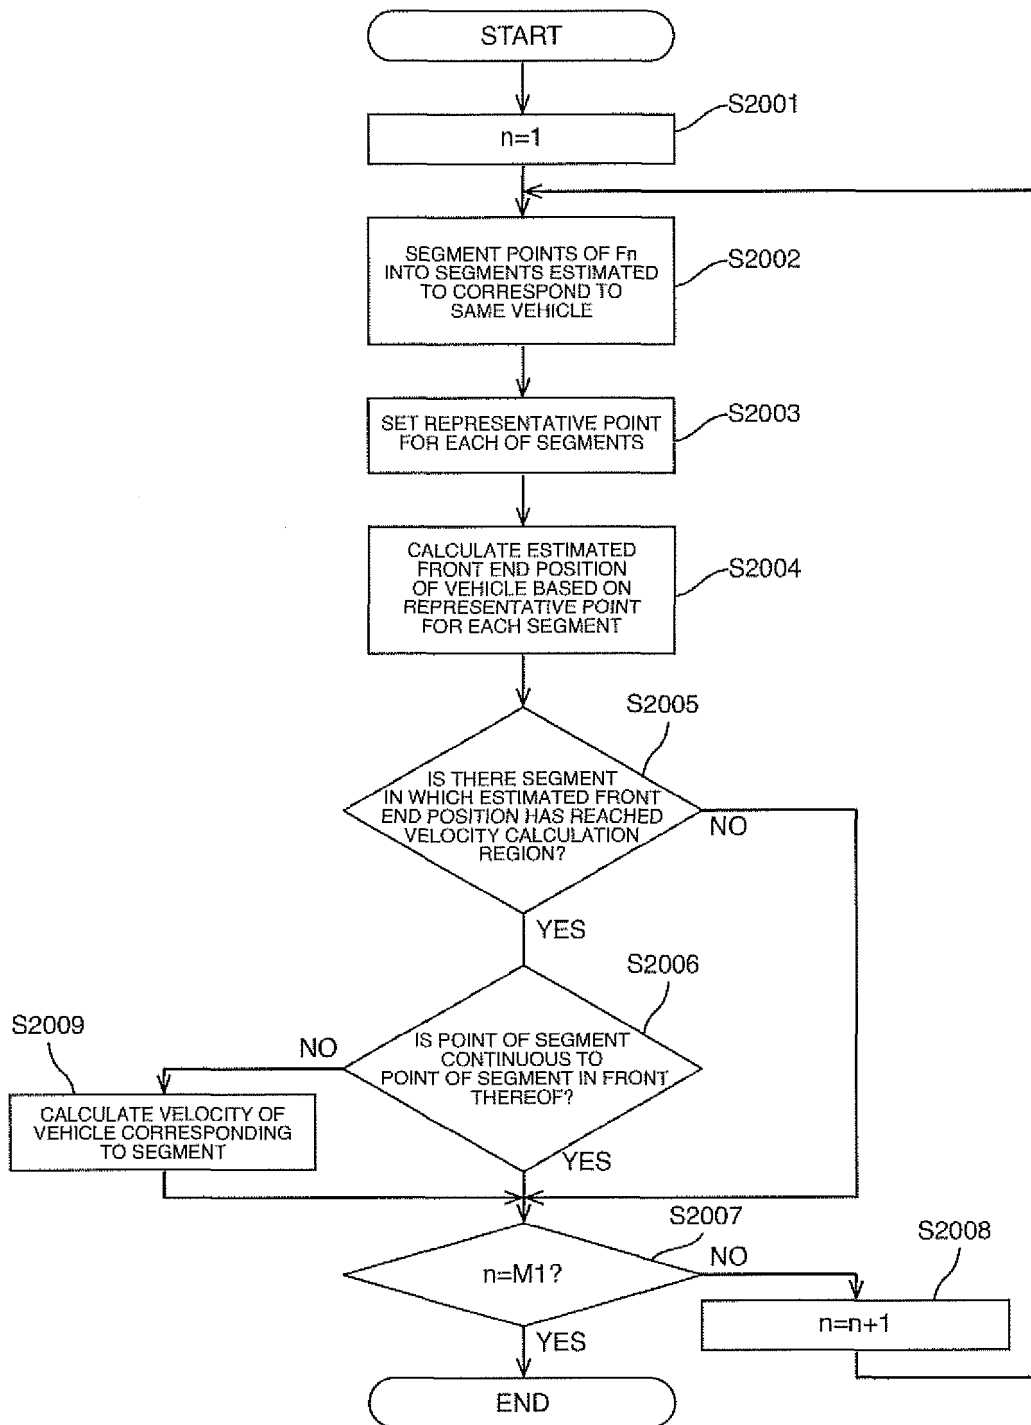 START
S2001
n=1
SEGMENT POINTS OF Fn
INTO SEGMENTS ESTIMATED
TO CORRESPOND TO
SAME VEHICLE
S2002
SET REPRESENTATIVE POINT
FOR EACH OF SEGMENTS
S2003
CALCULATE ESTIMATED
FRONT END POSITION
OF VEHICLE BASED ON
REPRESENTATIVE POINT
FOR EACH SEGMENT
S2004
S2005
IS THERE SEGMENT
IN WHICH ESTIMATED FRONT
END POSITION HAS REACHED
VELOCITY CALCULATION
REGION?
NO
YES
S2006
IS POINT OF SEGMENT
CONTINUOUS TO
POINT OF SEGMENT IN FRONT
THEREOF?
NO
YES
S2009
CALCULATE VELOCITY OF
VEHICLE CORRESPONDING
TO SEGMENT
S2007
n=M1?
NO
YES
S2008
n=n+1
END